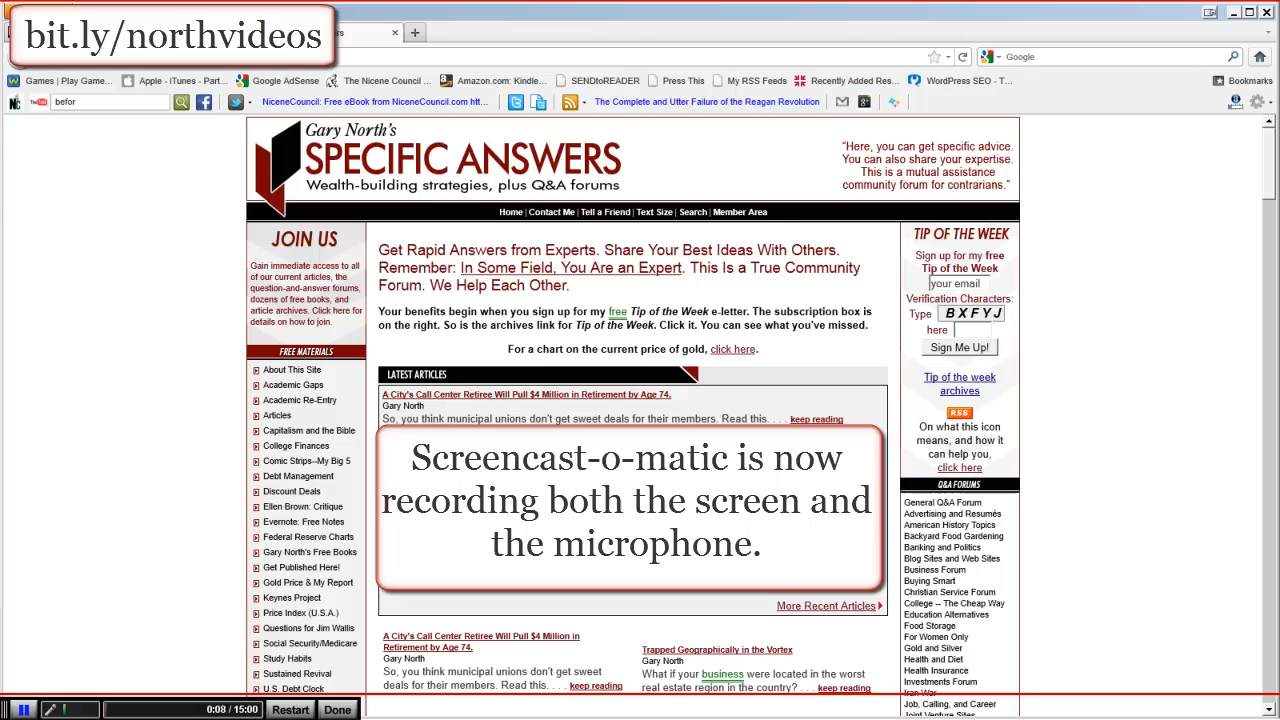 bit.ly/northvideos
Google
Games | Play Game...
Apple - iTunes - Part...
Google AdSense
The Nicene Council ...
Amazon.com: Kindle...
SENDtoREADER
Press This
My RSS Feeds
Recently Added Res...
WordPress SEO - T...
Bookmarks
befor
NiceneCouncil: Free eBook from NiceneCouncil.com htt...
The Complete and Utter Failure of the Reagan Revolution
Gary North's
SPECIFIC ANSWERS
Wealth-building strategies, plus Q&A forums
"Here, you can get specific advice.
You can also share your expertise.
This is a mutual assistance
community forum for contrarians."
Home | Contact Me | Tell a Friend | Text Size | Search | Member Area
JOIN US
Gain immediate access to all
of our current articles, the
question-and-answer forums,
dozens of free books, and
article archives. Click here for
details on how to join.
FREE MATERIALS
About This Site
Academic Gaps
Academic Re-Entry
Articles
Capitalism and the Bible
College Finances
Comic Strips--My Big 5
Debt Management
Discount Deals
Ellen Brown: Critique
Evernote: Free Notes
Federal Reserve Charts
Gary North's Free Books
Get Published Here!
Gold Price & My Report
Keynes Project
Price Index (U.S.A.)
Questions for Jim Wallis
Social Security/Medicare
Study Habits
Sustained Revival
U.S. Debt Clock
Get Rapid Answers from Experts. Share Your Best Ideas With Others.
Remember: In Some Field, You Are an Expert. This Is a True Community
Forum. We Help Each Other.
Your benefits begin when you sign up for my free Tip of the Week e-letter. The subscription box is
on the right. So is the archives link for Tip of the Week. Click it. You can see what you've missed.
For a chart on the current price of gold, click here.
LATEST ARTICLES
A City's Call Center Retiree Will Pull $4 Million in Retirement by Age 74.
Gary North
So, you think municipal unions don't get sweet deals for their members. Read this. . . . keep reading
Screencast-o-matic is now
recording both the screen and
the microphone.
More Recent Articles
A City's Call Center Retiree Will Pull $4 Million in
Retirement by Age 74.
Gary North
So, you think municipal unions don't get sweet
deals for their members. Read this. . . . keep reading
Trapped Geographically in the Vortex
Gary North
What if your business were located in the worst
real estate region in the country? . . . keep reading
TIP OF THE WEEK
Sign up for my free
Tip of the Week
your email
Verification Characters:
Type BXFYJ
here
Sign Me Up!
Tip of the week
archives
RSS
On what this icon
means, and how it
can help you,
click here
Q&A FORUMS
General Q&A Forum
Advertising and Resumés
American History Topics
Backyard Food Gardening
Banking and Politics
Blog Sites and Web Sites
Business Forum
Buying Smart
Christian Service Forum
College -- The Cheap Way
Education Alternatives
Food Storage
For Women Only
Gold and Silver
Health and Diet
Health Insurance
Investments Forum
Iran War
Job, Calling, and Career
Joint Venture Sites
0:08 / 15:00
Restart
Done